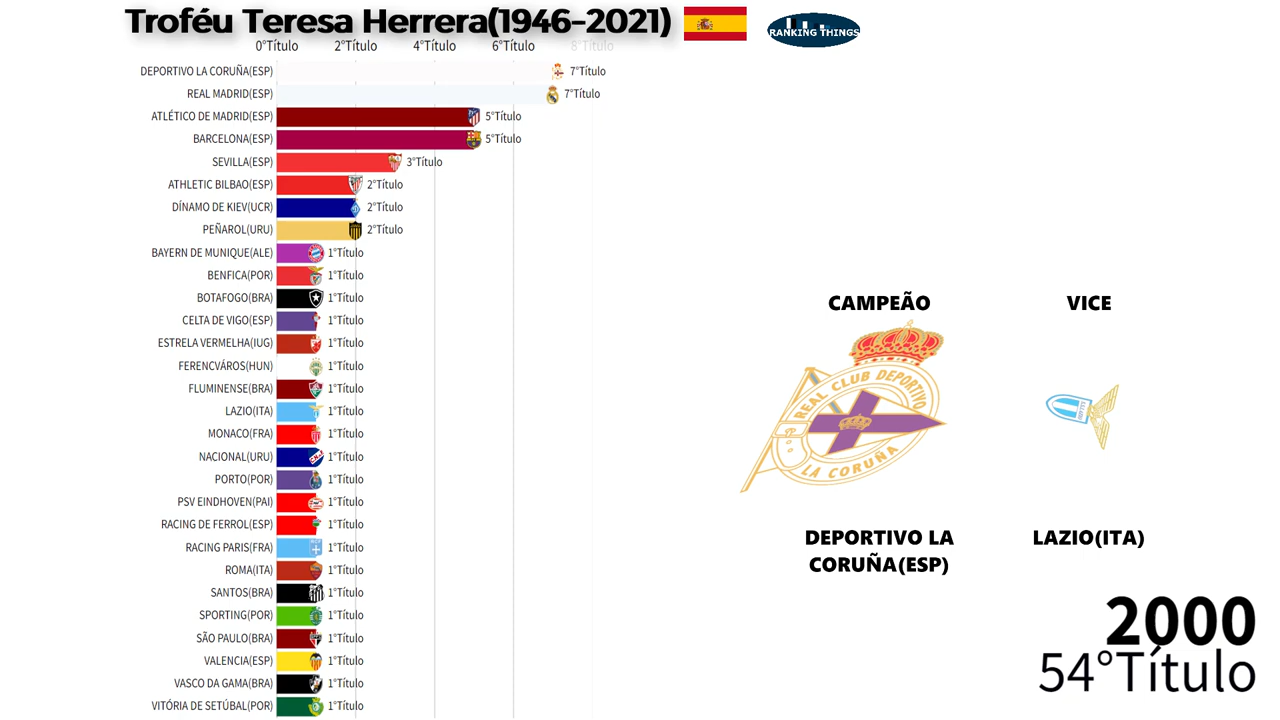 Troféu Teresa Herrera(1946–2021)
RANKING THINGS
0°Título 2°Título 4°Título 6°Título 8°Título
DEPORTIVO LA CORUÑA(ESP) 7°Título
REAL MADRID(ESP) 7°Título
ATLÉTICO DE MADRID(ESP) 5°Título
BARCELONA(ESP) 5°Título
SEVILLA(ESP) 3°Título
ATHLETIC BILBAO(ESP) 2°Título
DÍNAMO DE KIEV(UCR) 2°Título
PEÑAROL(URU) 2°Título
BAYERN DE MUNIQUE(ALE) 1°Título
BENFICA(POR) 1°Título
BOTAFOGO(BRA) 1°Título
CELTA DE VIGO(ESP) 1°Título
ESTRELA VERMELHA(IUG) 1°Título
FERENCVÁROS(HUN) 1°Título
FLUMINENSE(BRA) 1°Título
LAZIO(ITA) 1°Título
MONACO(FRA) 1°Título
NACIONAL(URU) 1°Título
PORTO(POR) 1°Título
PSV EINDHOVEN(PAI) 1°Título
RACING DE FERROL(ESP) 1°Título
RACING PARIS(FRA) 1°Título
ROMA(ITA) 1°Título
SANTOS(BRA) 1°Título
SPORTING(POR) 1°Título
SÃO PAULO(BRA) 1°Título
VALENCIA(ESP) 1°Título
VASCO DA GAMA(BRA) 1°Título
VITÓRIA DE SETÚBAL(POR) 1°Título
CAMPEÃO
VICE
REAL CLUB DEPORTIVO
LA CORUÑA
DEPORTIVO LA
CORUÑA(ESP)
LAZIO(ITA)
2000
54°Título